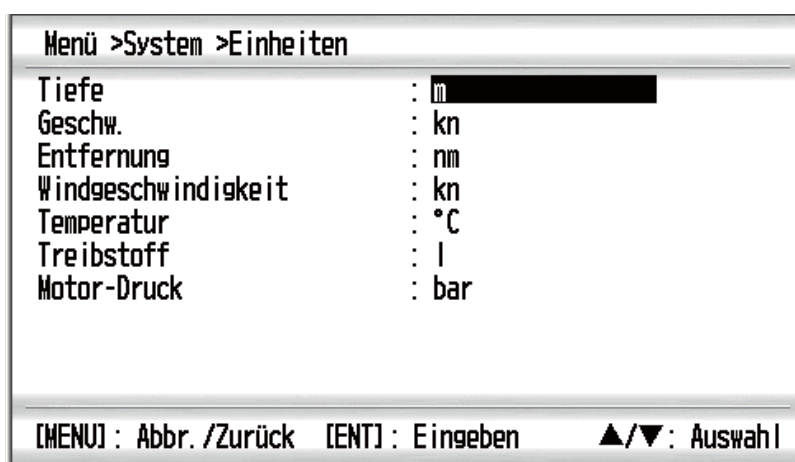 Menü >System >Einheiten
Tiefe : m
Geschw. : kn
Entfernung : nm
Windgeschwindigkeit : kn
Temperatur : °C
Treibstoff : l
Motor-Druck : bar
[MENU] : Abbr./Zurück [ENT] : Eingeben ▲/▼ : Auswahl